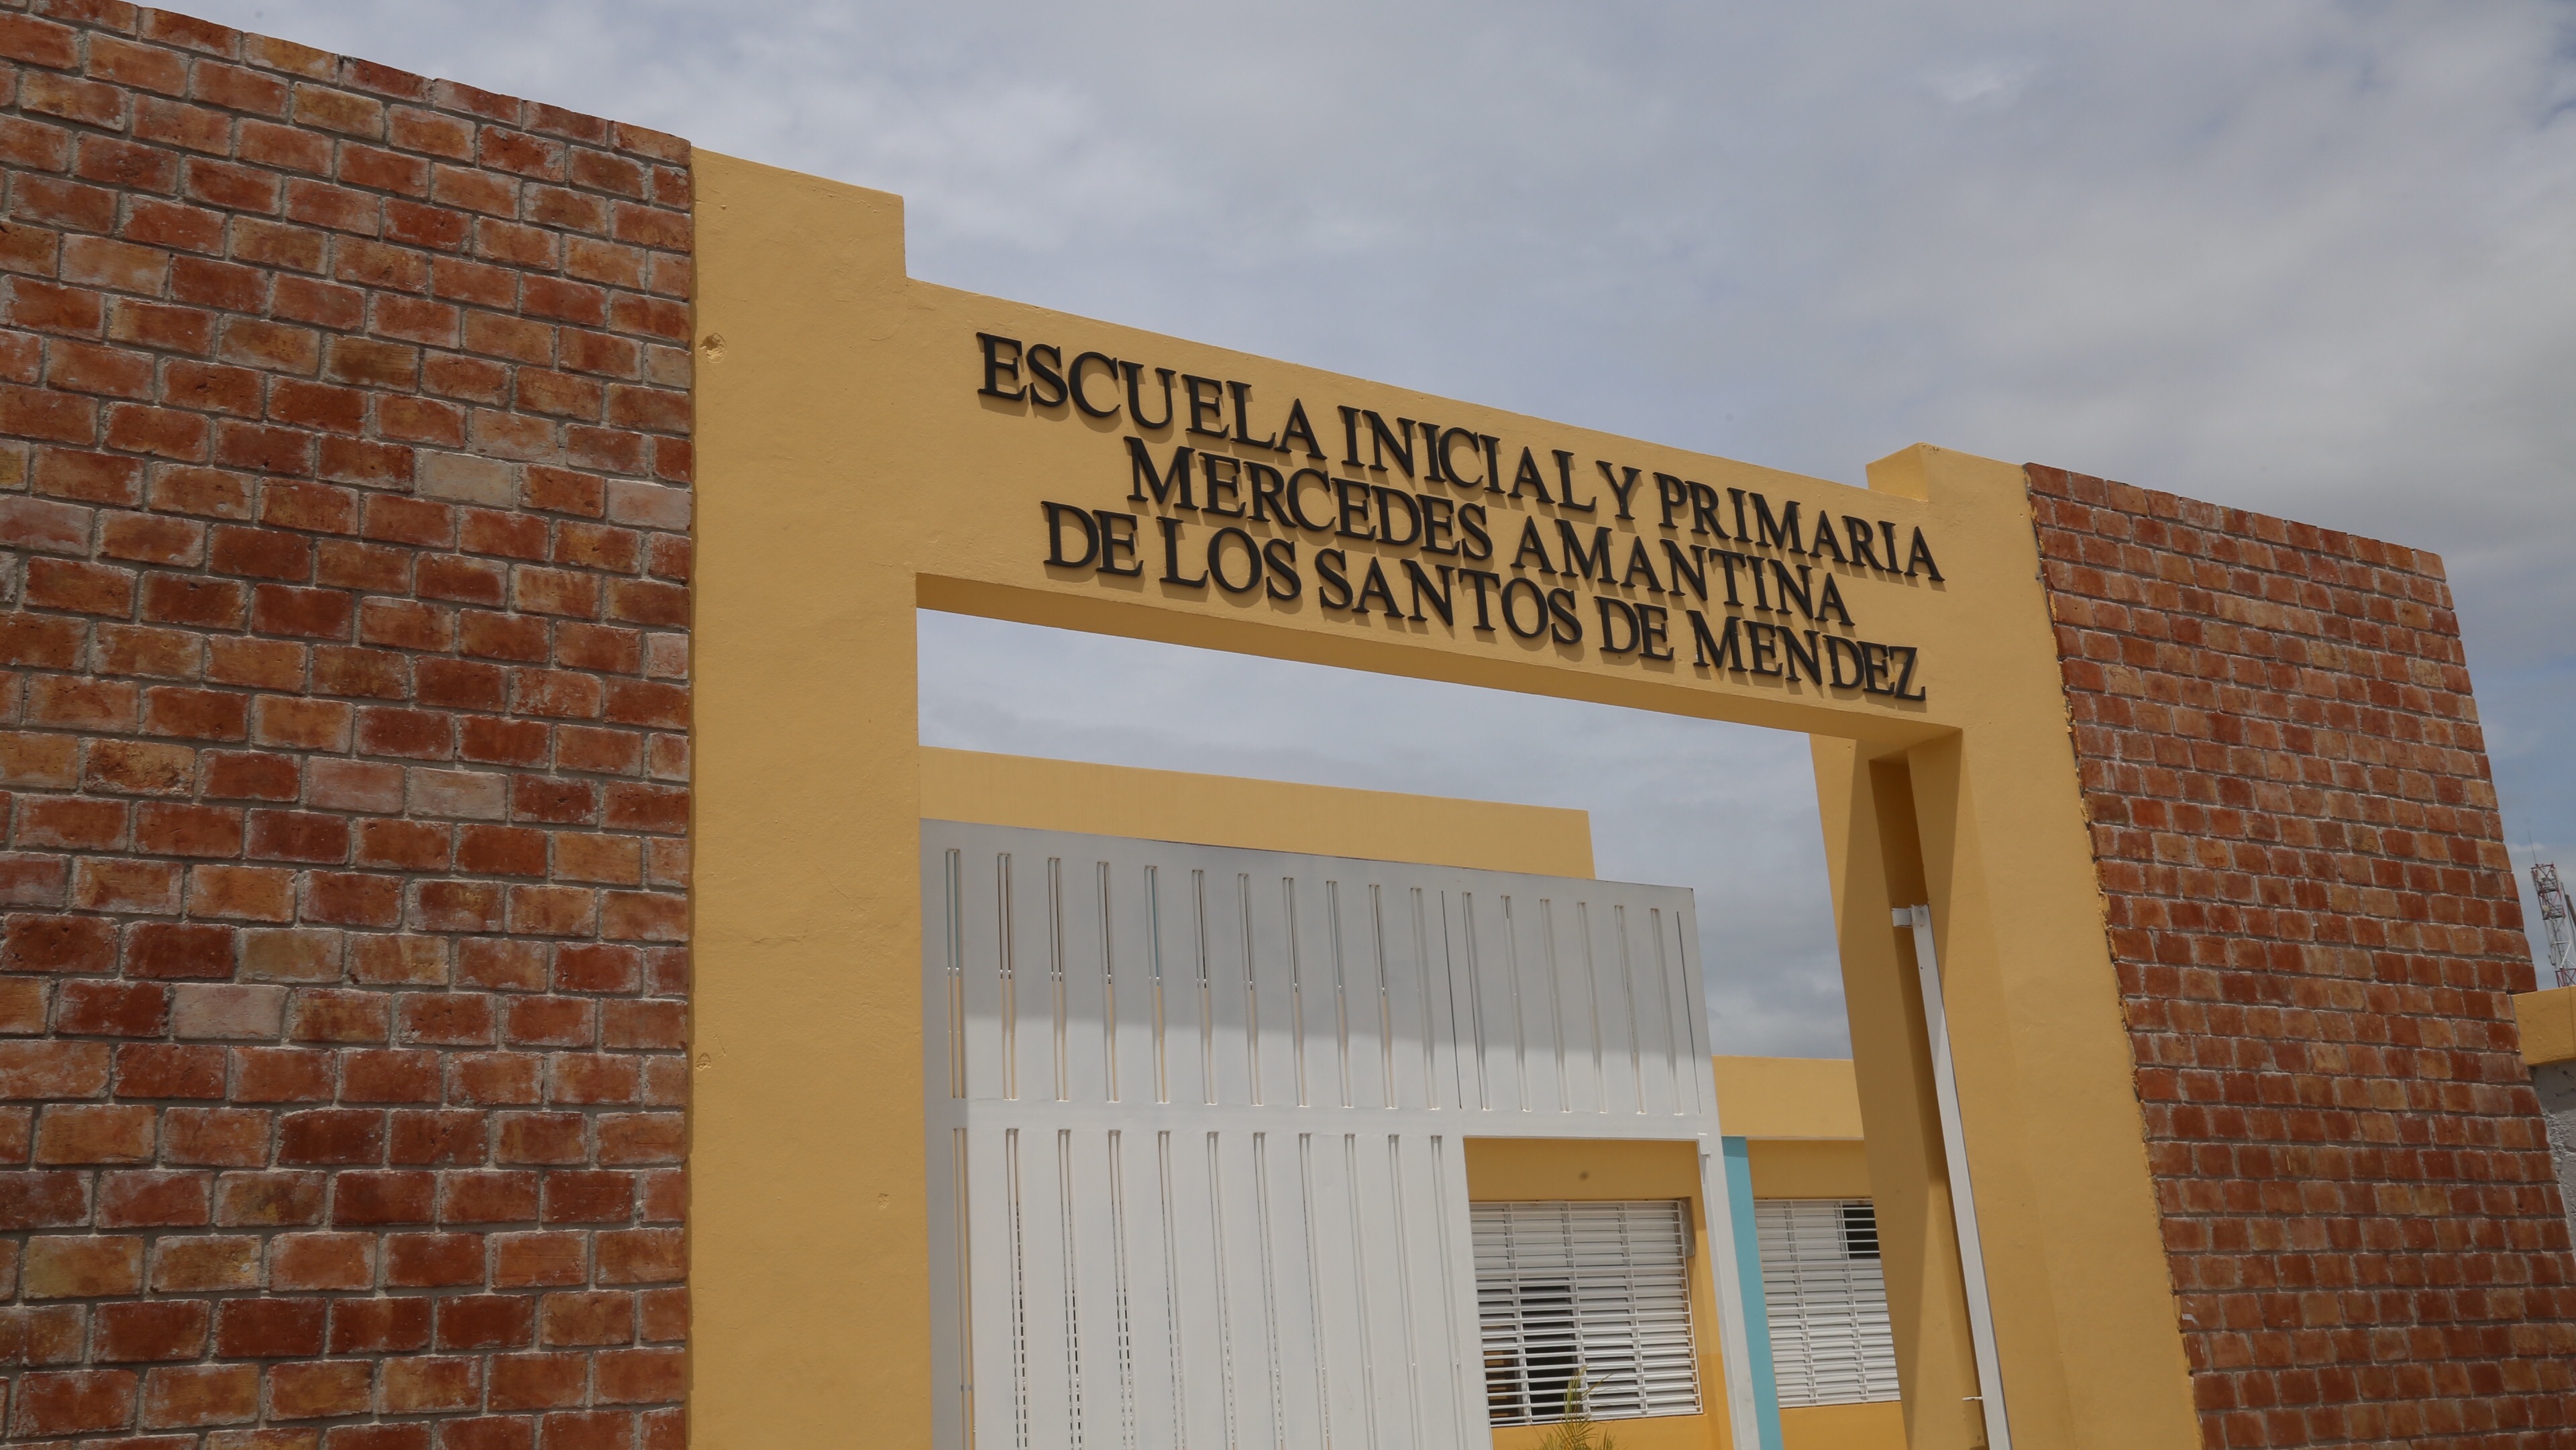 ESCUELA INICIAL Y PRIMARIA
MERCEDES AMANTINA
DE LOS SANTOS DE MENDEZ